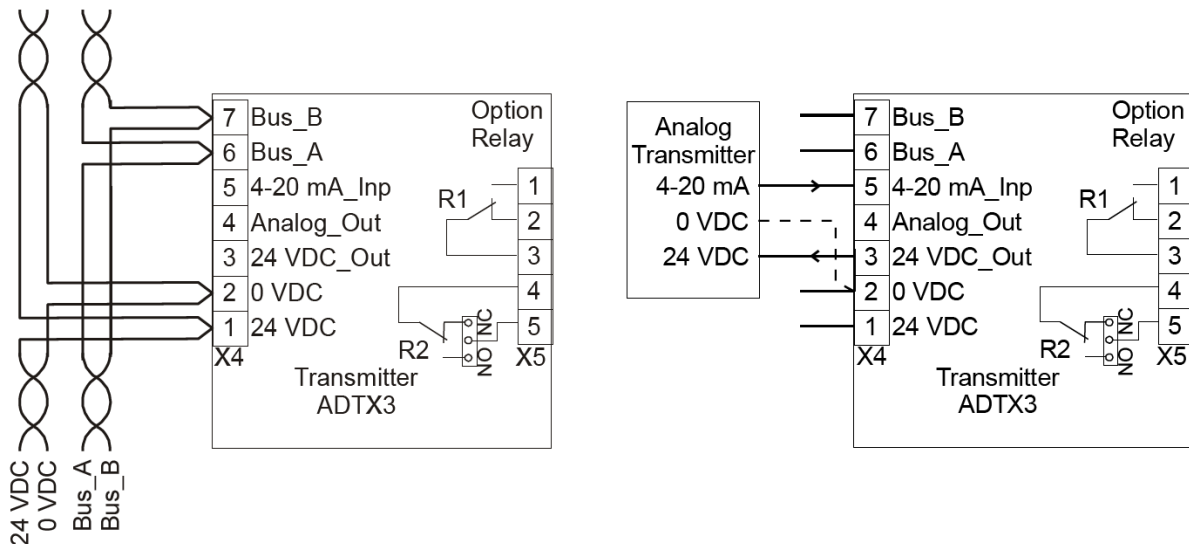 7 Bus_B
6 Bus_A
5 4-20 mA_Inp
4 Analog_Out
3 24 VDC_Out
2 0 VDC
1 24 VDC
X4
Option
Relay
R1
1
2
3
4
5
X5
R2
NC
NO
Transmitter
ADTX3
24 VDC
0 VDC
Bus_A
Bus_B
Analog
Transmitter
4-20 mA
0 VDC
24 VDC
7 Bus_B
6 Bus_A
5 4-20 mA_Inp
4 Analog_Out
3 24 VDC_Out
2 0 VDC
1 24 VDC
X4
Option
Relay
R1
1
2
3
4
5
X5
R2
NC
NO
Transmitter
ADTX3